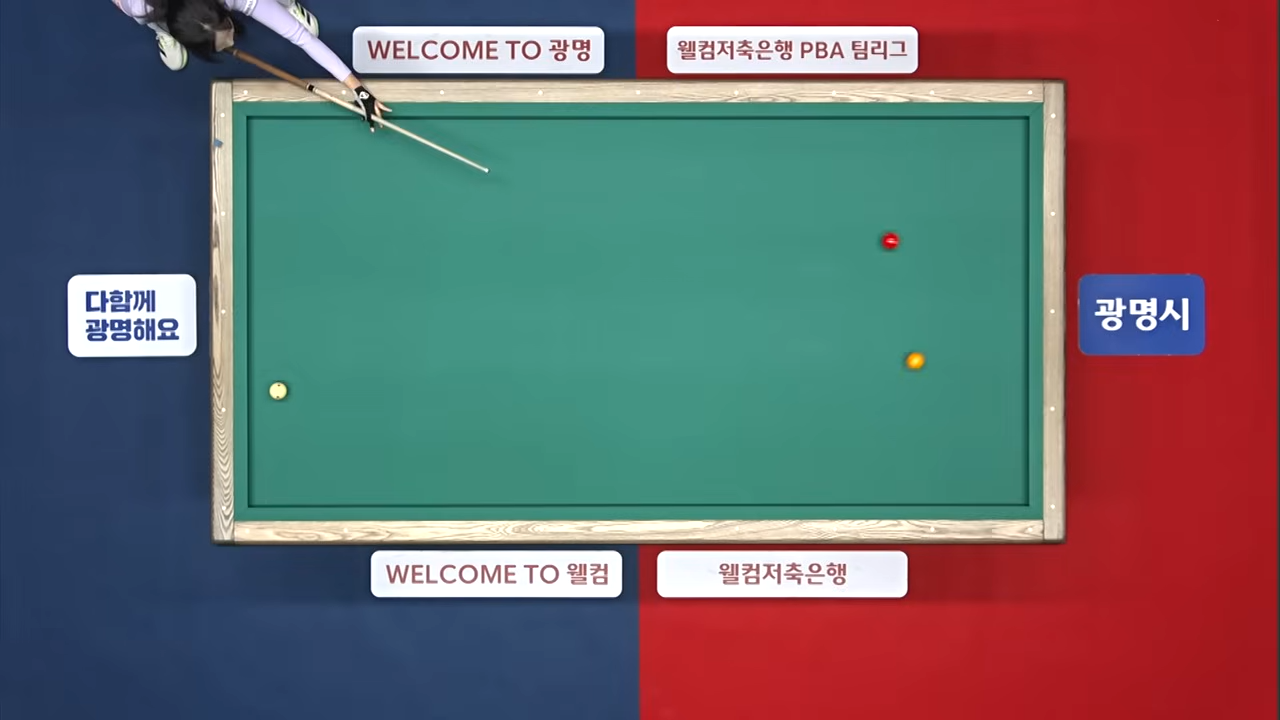 WELCOME TO 광명
웰컴저축은행 PBA 팀리그
다함께
광명해요
광명시
WELCOME TO 웰컴
웰컴저축은행